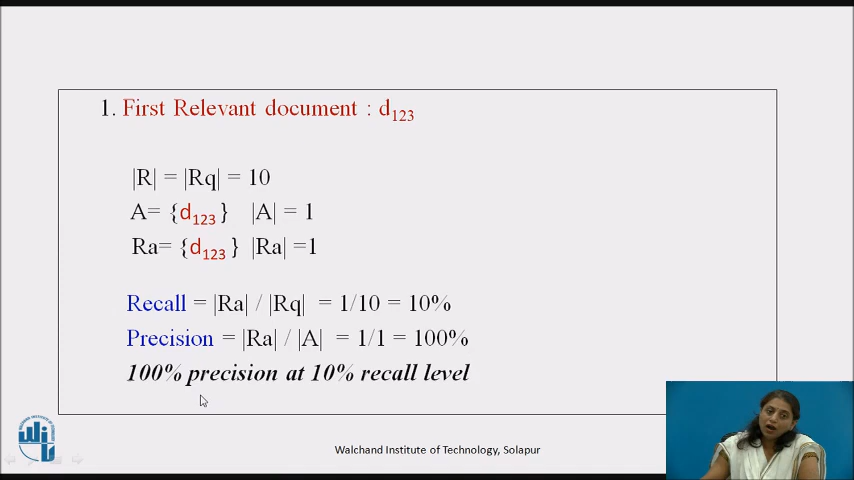 1. First Relevant document : d₁₂₃
|R| = |Rq| = 10
A= {d₁₂₃ } |A| = 1
Ra= {d₁₂₃ } |Ra| =1
Recall = |Ra| / |Rq| = 1/10 = 10%
Precision = |Ra| / |A| = 1/1 = 100%
100% precision at 10% recall level
Walchand Institute of Technology, Solapur